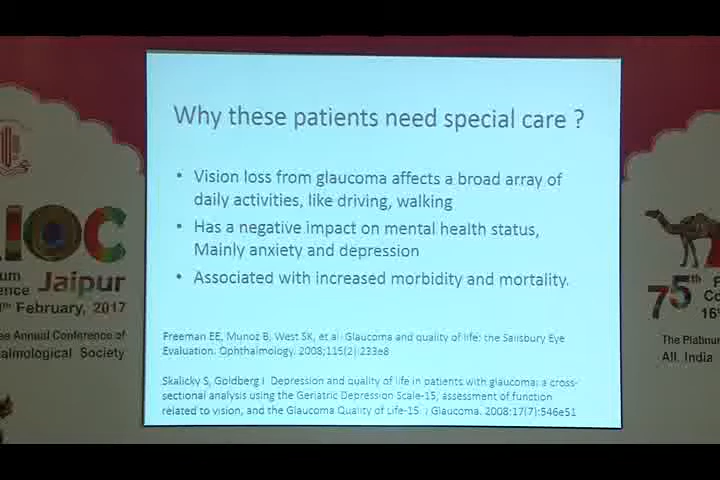 Why these patients need special care ?
• Vision loss from glaucoma affects a broad array of
daily activities, like driving, walking
• Has a negative impact on mental health status,
Mainly anxiety and depression
• Associated with increased morbidity and mortality.
Freeman EE, Munoz B, West SK, et al. Glaucoma and quality of life: the Salisbury Eye
Evaluation. Ophthalmology. 2008;115(2):233e8
Skalicky S, Goldberg I. Depression and quality of life in patients with glaucoma: a cross-
sectional analysis using the Geriatric Depression Scale-15, assessment of function
related to vision, and the Glaucoma Quality of Life-15. J Glaucoma. 2008;17(7):546e51
IOC
Jaipur
February, 2017
Annual Conference of
Society
75th
16th
The Platinum
All India